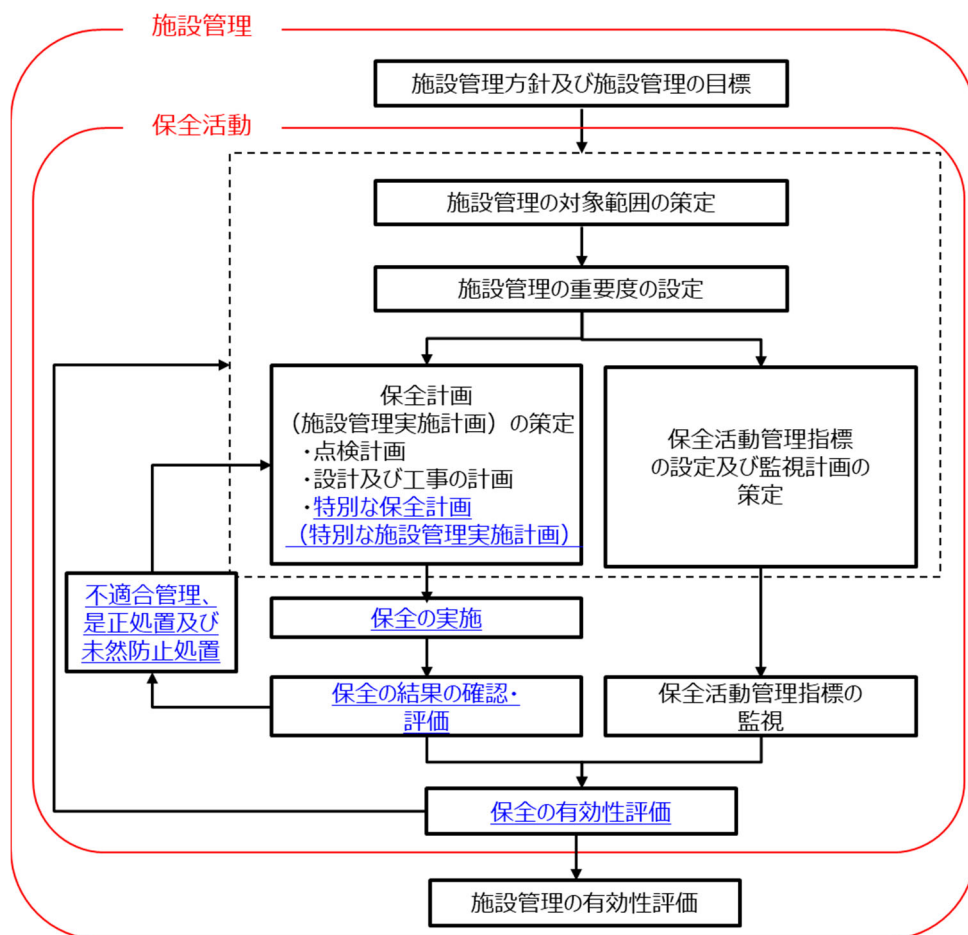 施設管理
施設管理方針及び施設管理の目標
保全活動
施設管理の対象範囲の策定
施設管理の重要度の設定
保全計画
（施設管理実施計画）の策定
・点検計画
・設計及び工事の計画
・特別な保全計画
（特別な施設管理実施計画）
保全活動管理指標
の設定及び監視計画の
策定
不適合管理、
是正処置及び
未然防止処置
保全の実施
保全の結果の確認・
評価
保全活動管理指標の
監視
保全の有効性評価
施設管理の有効性評価